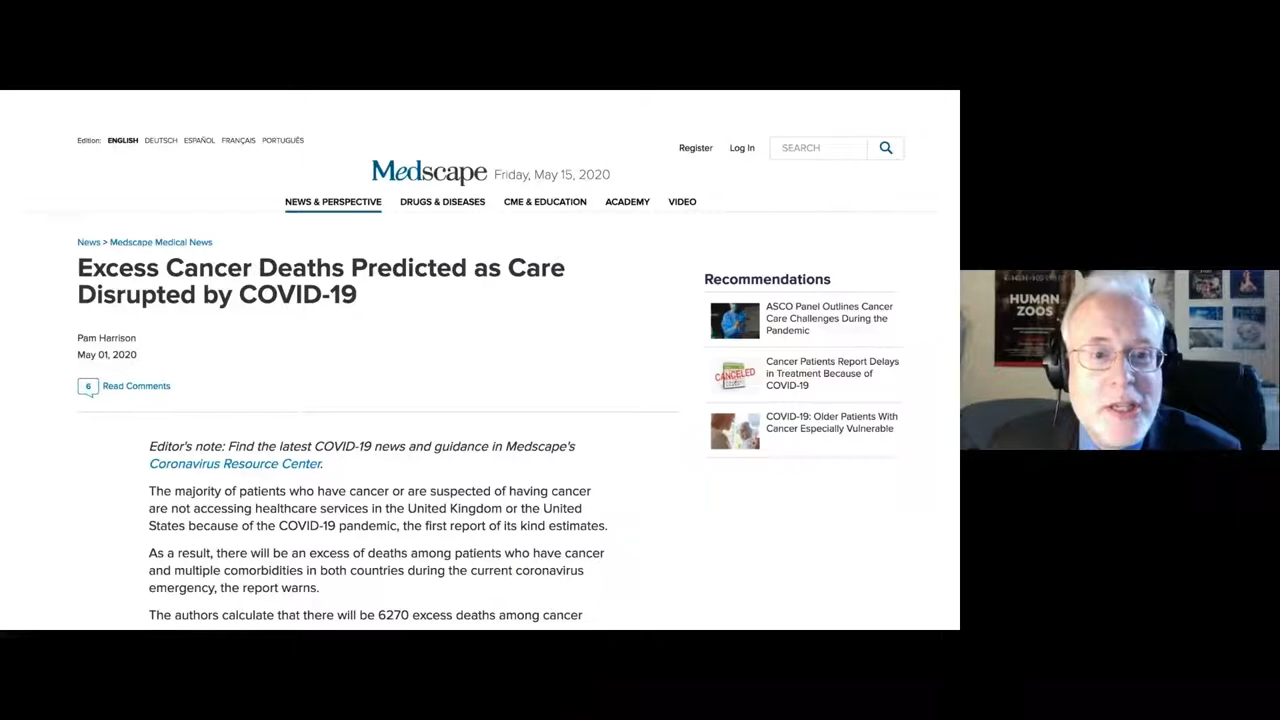 Edition: ENGLISH DEUTSCH ESPAÑOL FRANÇAIS PORTUGUÊS
Register Log In SEARCH
Medscape Friday, May 15, 2020
NEWS & PERSPECTIVE DRUGS & DISEASES CME & EDUCATION ACADEMY VIDEO
News > Medscape Medical News
Excess Cancer Deaths Predicted as Care
Disrupted by COVID-19
Pam Harrison
May 01, 2020
6 Read Comments
Editor's note: Find the latest COVID-19 news and guidance in Medscape's
Coronavirus Resource Center.
The majority of patients who have cancer or are suspected of having cancer
are not accessing healthcare services in the United Kingdom or the United
States because of the COVID-19 pandemic, the first report of its kind estimates.
As a result, there will be an excess of deaths among patients who have cancer
and multiple comorbidities in both countries during the current coronavirus
emergency, the report warns.
The authors calculate that there will be 6270 excess deaths among cancer
Recommendations
ASCO Panel Outlines Cancer
Care Challenges During the
Pandemic
CANCELED
Cancer Patients Report Delays
in Treatment Because of
COVID-19
COVID-19: Older Patients With
Cancer Especially Vulnerable
HUMAN
ZOOS